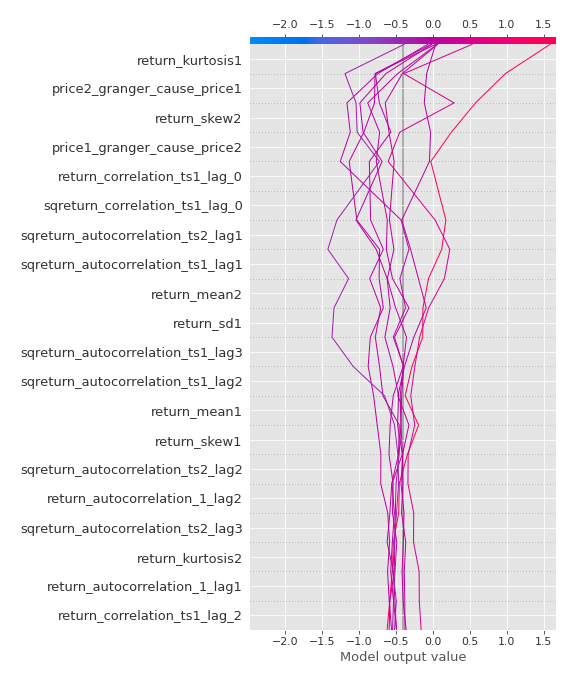 −2.0 −1.5 −1.0 −0.5 0.0 0.5 1.0 1.5
return_kurtosis1
price2_granger_cause_price1
return_skew2
price1_granger_cause_price2
return_correlation_ts1_lag_0
sqreturn_correlation_ts1_lag_0
sqreturn_autocorrelation_ts2_lag1
sqreturn_autocorrelation_ts1_lag1
return_mean2
return_sd1
sqreturn_autocorrelation_ts1_lag3
sqreturn_autocorrelation_ts1_lag2
return_mean1
return_skew1
sqreturn_autocorrelation_ts2_lag2
return_autocorrelation_1_lag2
sqreturn_autocorrelation_ts2_lag3
return_kurtosis2
return_autocorrelation_1_lag1
return_correlation_ts1_lag_2
−2.0 −1.5 −1.0 −0.5 0.0 0.5 1.0 1.5
Model output value